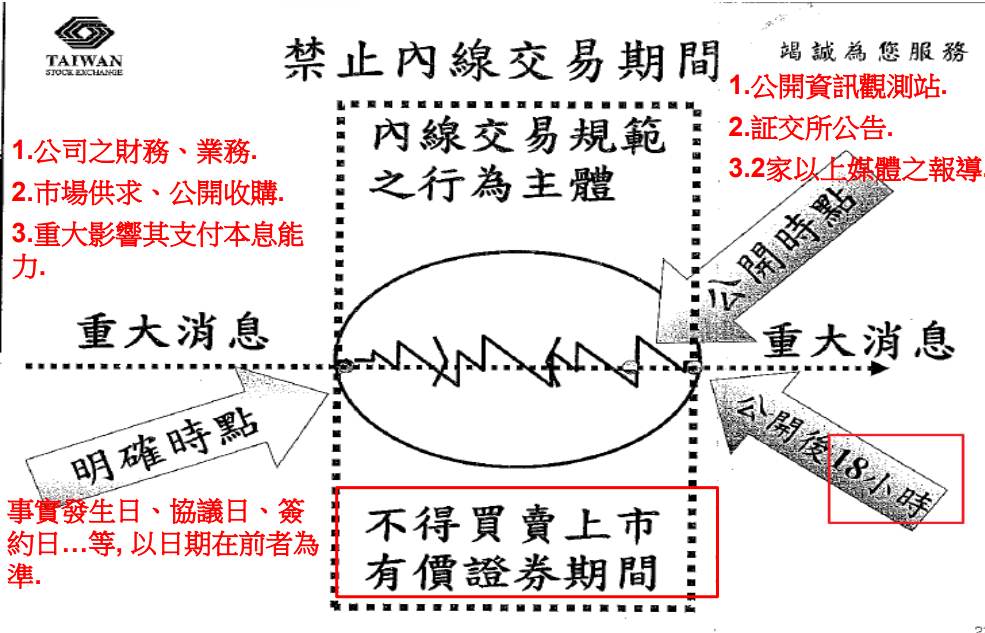 TAIWAN
STOCK EXCHANGE
禁止內線交易期間
竭誠為您服務
1.公開資訊觀測站.
2.証交所公告.
3.2家以上媒體之報導.
1.公司之財務、業務.
2.市場供求、公開收購.
3.重大影響其支付本息能
力.
內線交易規範
之行為主體
公開時點
重大消息
重大消息
明確時點
公開後18小時
事實發生日、協議日、簽
約日…等, 以日期在前者為
準.
不得買賣上市
有價證券期間